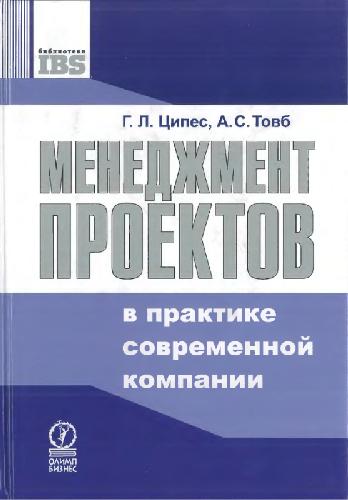 библиотека
IBS
Г. Л. Ципес, А. С. Товб
МЕНЕДЖМЕНТ
ПРОЕКТОВ
в практике
современной
компании
ОЛИМП
БИЗНЕС